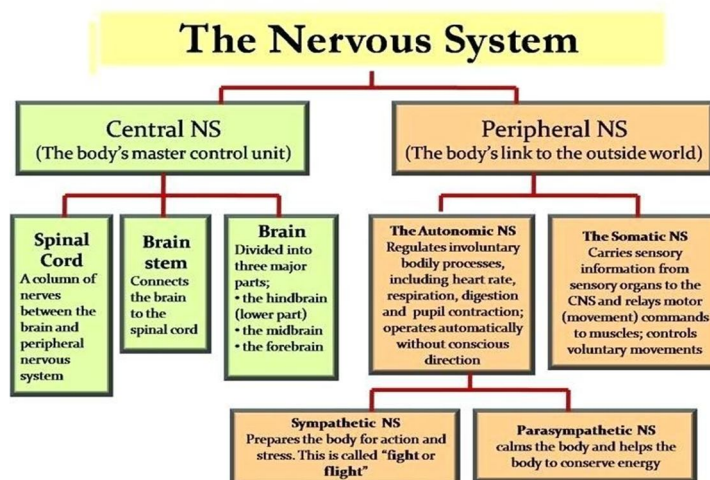 The Nervous System
Central NS
(The body's master control unit)
Peripheral NS
(The body's link to the outside world)
Spinal
Cord
A column of
nerves
between the
brain and
peripheral
nervous
system
Brain
stem
Connects
the brain
to the
spinal cord
Brain
Divided into
three major
parts;
• the hindbrain
(lower part)
• the midbrain
• the forebrain
The Autonomic NS
Regulates involuntary
bodily processes,
including heart rate,
respiration, digestion
and pupil contraction;
operates automatically
without conscious
direction
The Somatic NS
Carries sensory
information from
sensory organs to the
CNS and relays motor
(movement) commands
to muscles; controls
voluntary movements
Sympathetic NS
Prepares the body for action and
stress. This is called "fight or
flight"
Parasympathetic NS
calms the body and helps the
body to conserve energy